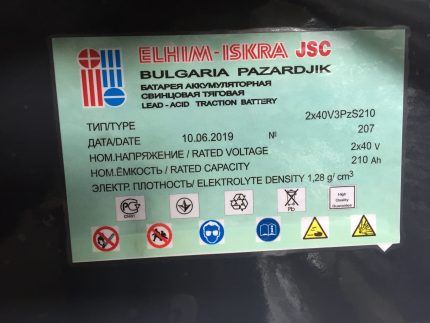 ELHIM-ISKRA JSC
BULGARIA PAZARDJIK
БАТАРЕЯ АККУМУЛЯТОРНАЯ
СВИНЦОВАЯ ТЯГОВАЯ
LEAD-ACID TRACTION BATTERY
ТИП/TYPE 2x40V3PzS210
ДАТА/DATE 10.06.2019 № 207
НОМ.НАПРЯЖЕНИЕ / RATED VOLTAGE 2x40 V
НОМ.ЁМКОСТЬ / RATED CAPACITY 210 Ah
ЭЛЕКТР. ПЛОТНОСТЬ/ ELEKTROLYTE DENSITY 1,28 g/ cm³
Pb
High
Quality
Guarantee